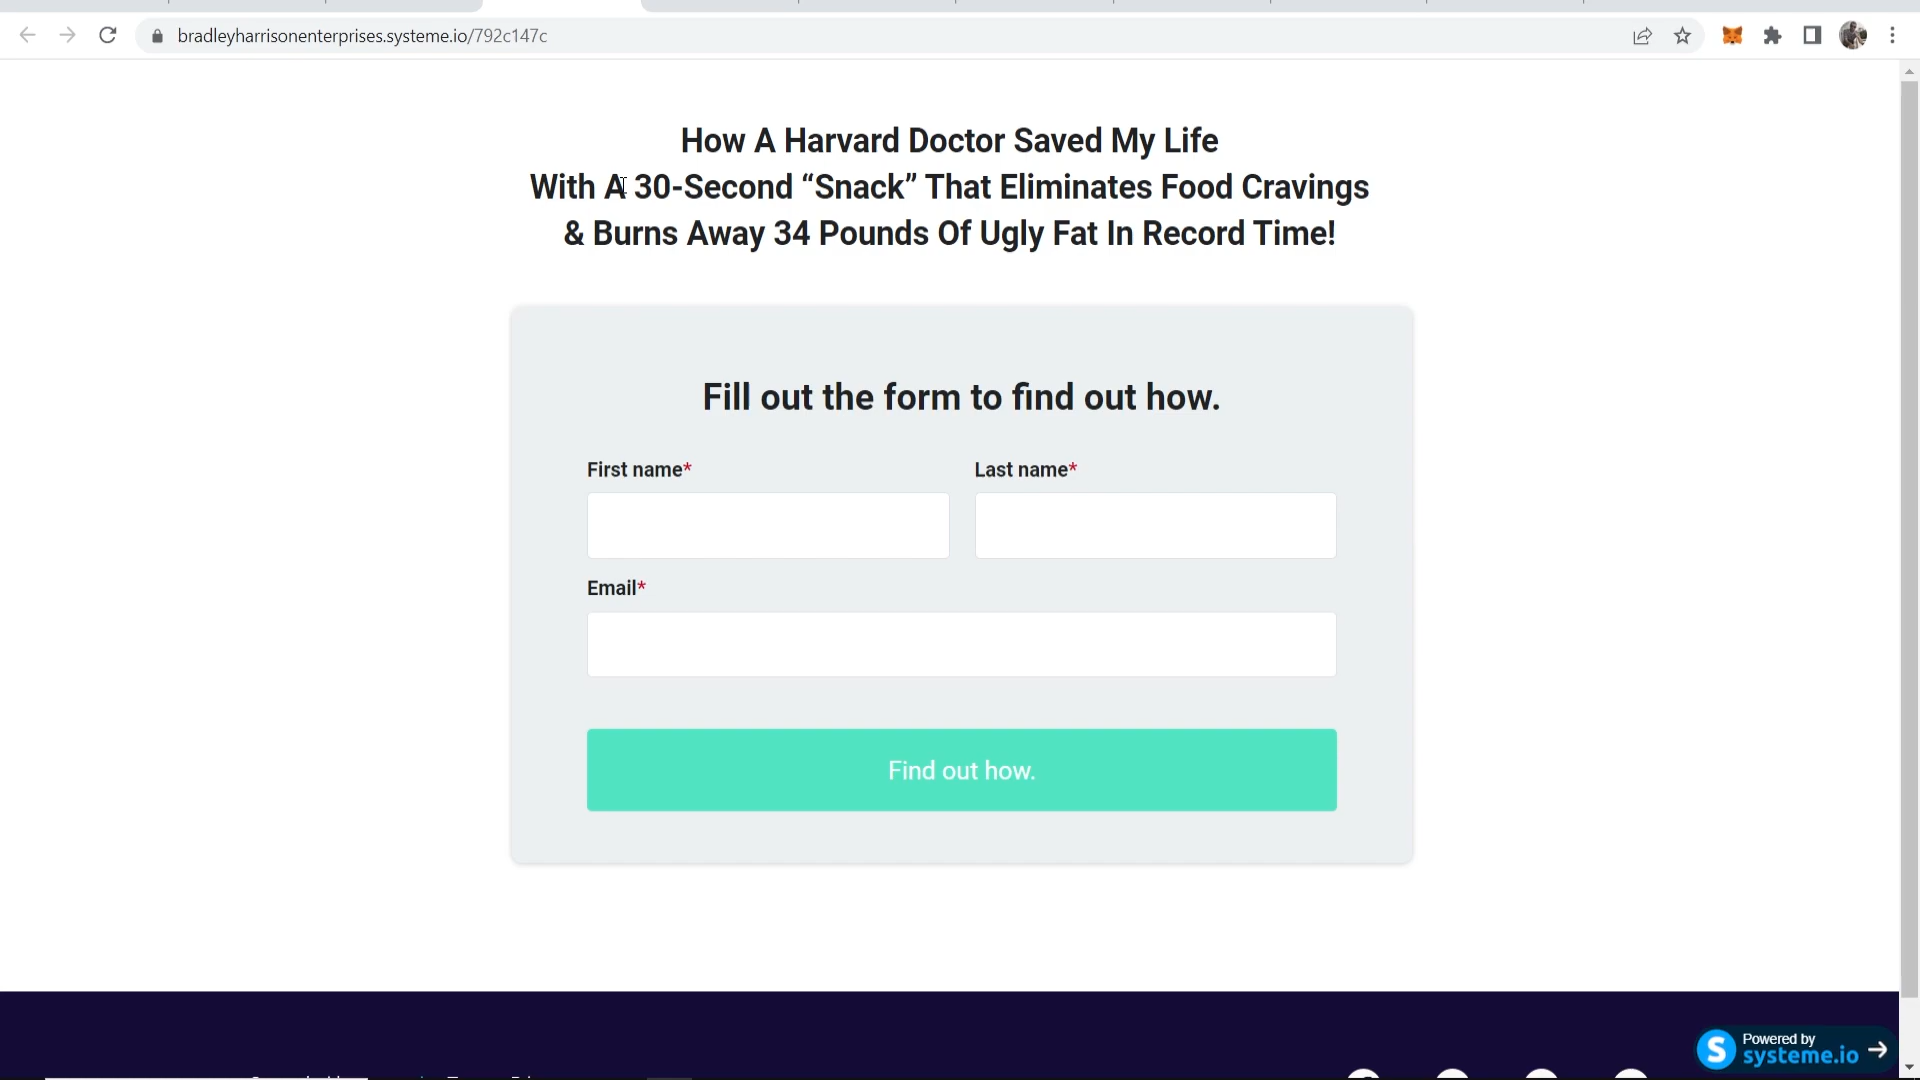 bradleyharrisonenterprises.systeme.io/792c147c
How A Harvard Doctor Saved My Life
With A 30-Second “Snack” That Eliminates Food Cravings
& Burns Away 34 Pounds Of Ugly Fat In Record Time!
Fill out the form to find out how.
First name*
Last name*
Email*
Find out how.
Powered by
systeme.io